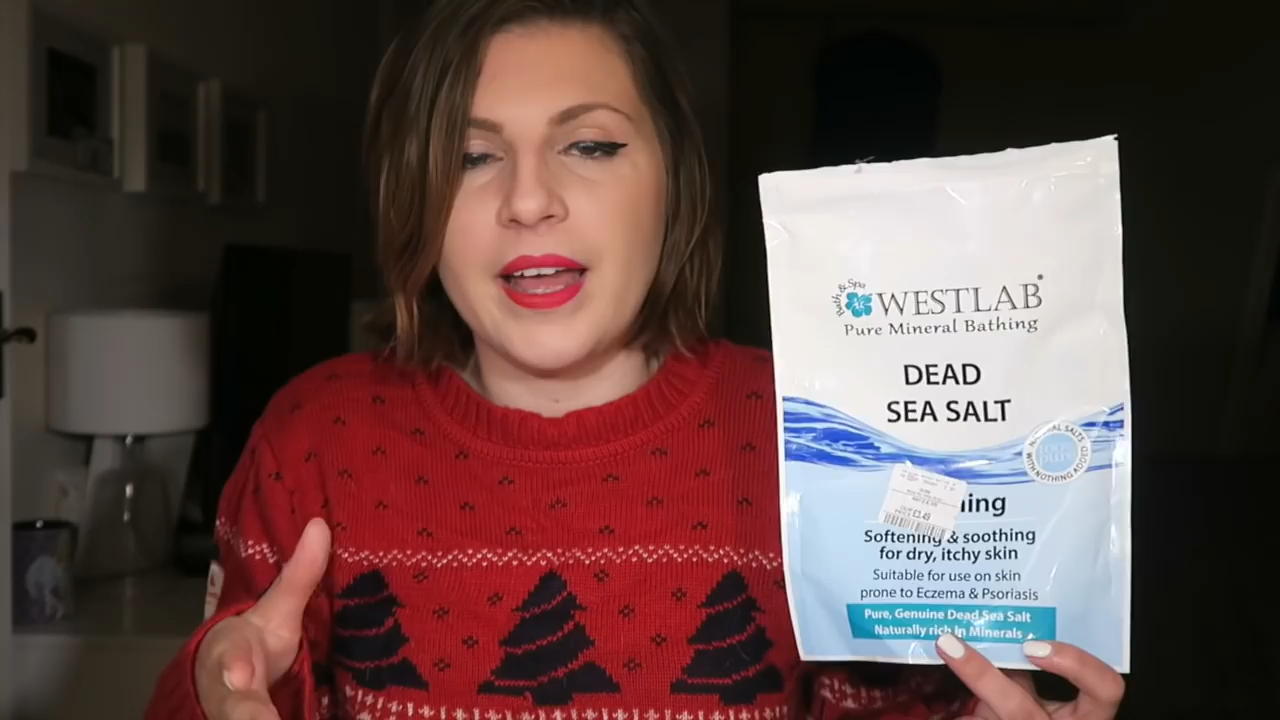 Bath & Spa
WESTLAB
Pure Mineral Bathing
DEAD
SEA SALT
NATURAL SALTS
WITH NOTHING ADDED
£3.49
Softening & soothing
for dry, itchy skin
Suitable for use on skin
prone to Eczema & Psoriasis
Pure, Genuine Dead Sea Salt
Naturally rich in Minerals